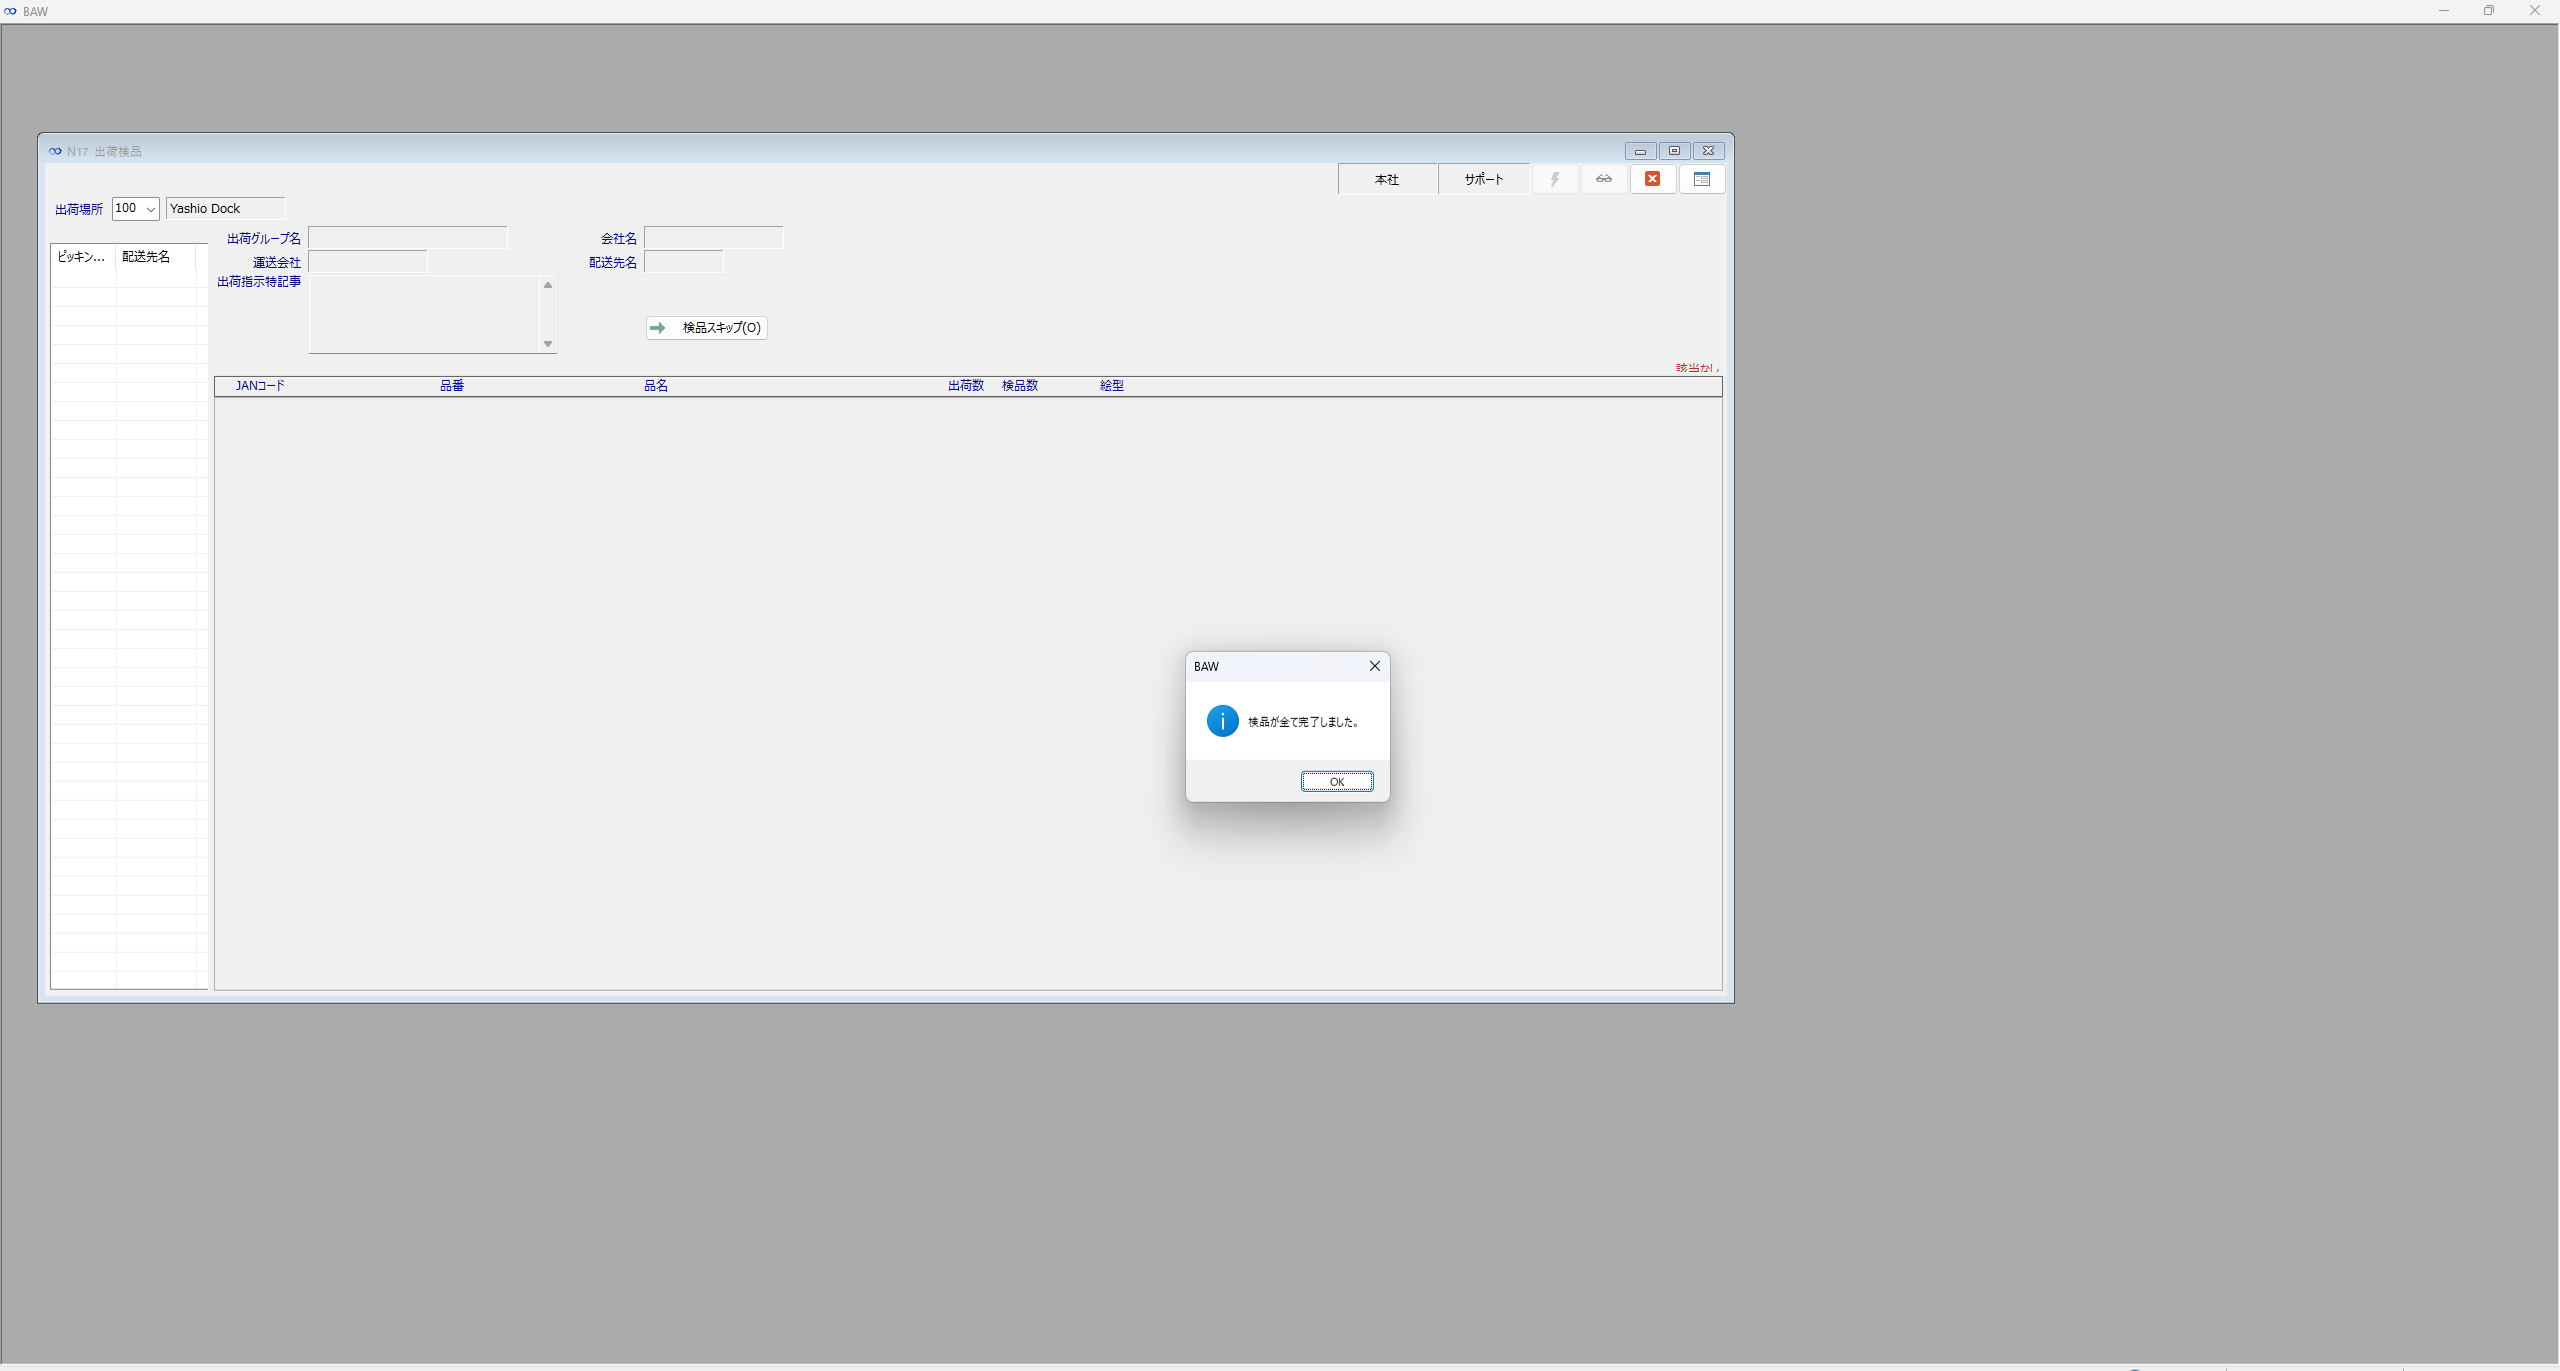 BAW
N17 出荷検品
本社 サポート
出荷場所 100 Yashio Dock
ピッキン... 配送先名
出荷グループ名 会社名
運送会社 配送先名
出荷指示特記事
検品スキップ(O)
該当なし
JANコード 品番 品名 出荷数 検品数 絵型
BAW
検品が全て完了しました。
OK